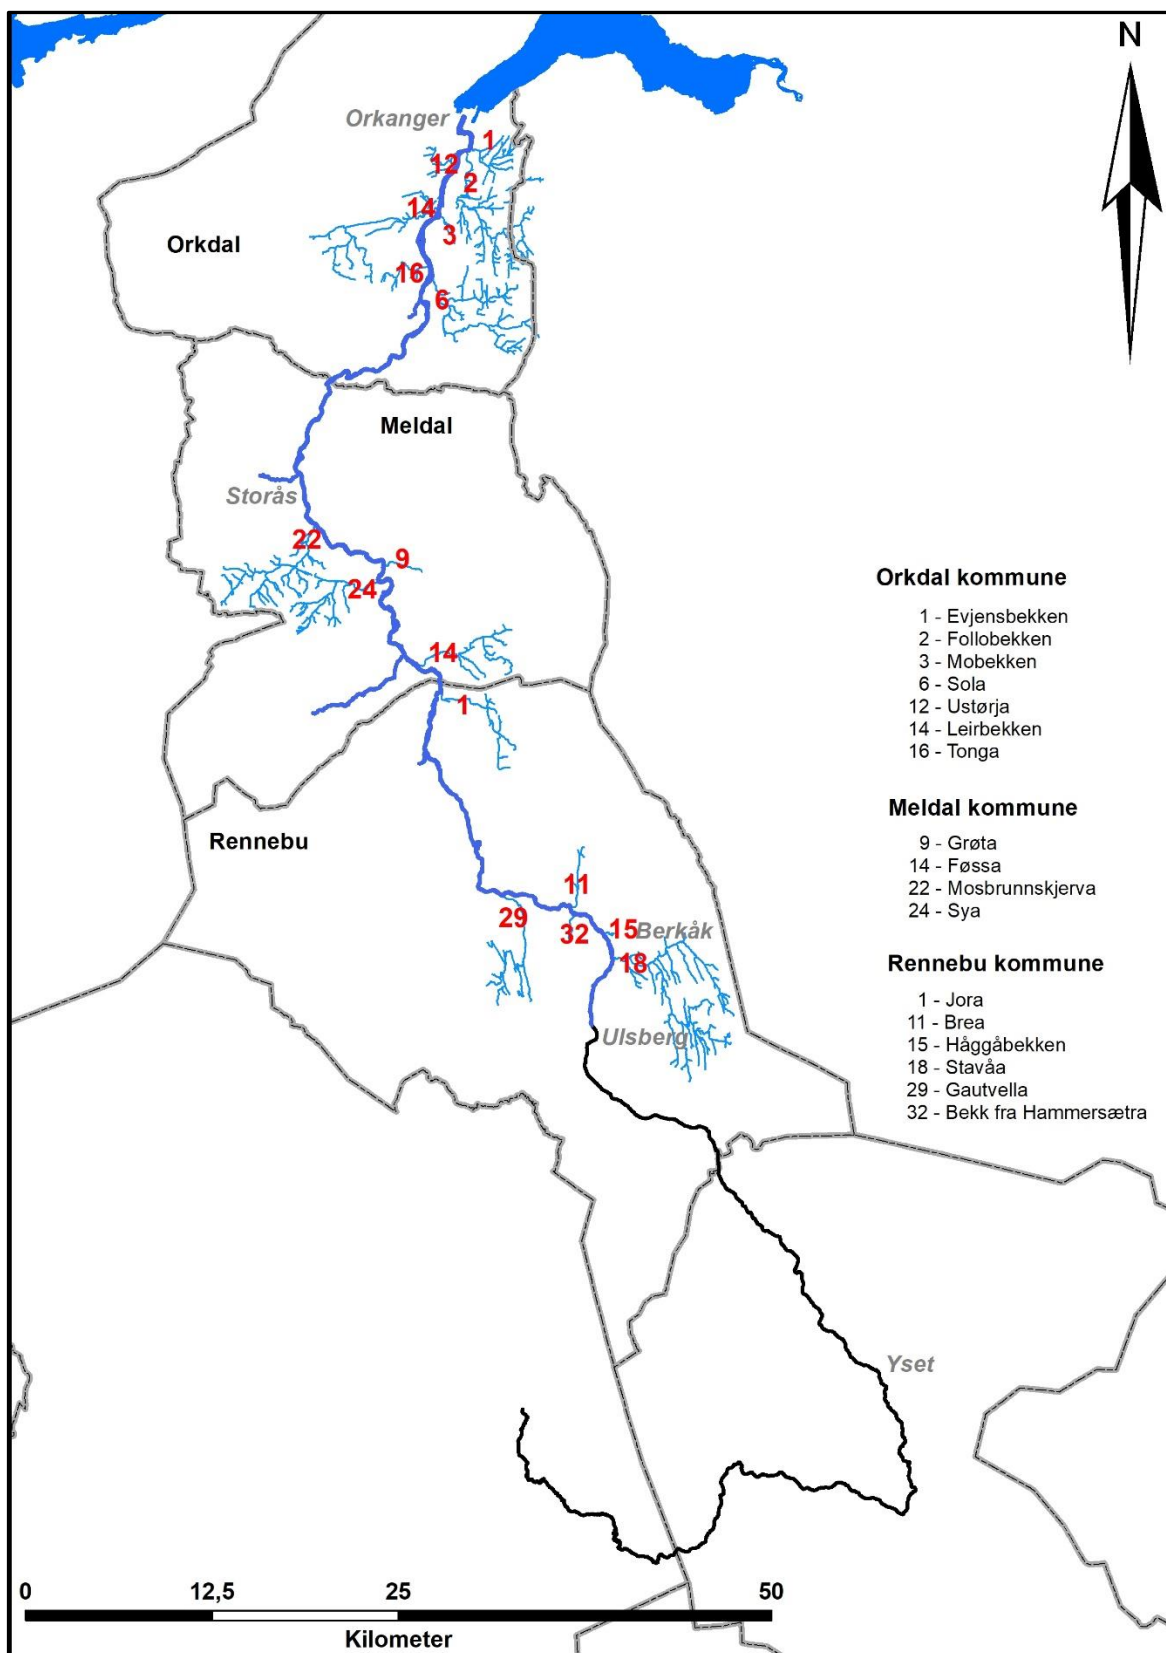 N
Orkanger
1
12
2
14
3
Orkdal
16
6
Meldal
Storås
22
9
24
14
1
Rennebu
11
29
32
15
Berkåk
18
Ulsberg
Yset
Orkdal kommune
1 - Evjensbekken
2 - Follobekken
3 - Mobekken
6 - Sola
12 - Ustørja
14 - Leirbekken
16 - Tonga
Meldal kommune
9 - Grøta
14 - Føssa
22 - Mosbrunnskjerva
24 - Sya
Rennebu kommune
1 - Jora
11 - Brea
15 - Håggåbekken
18 - Stavåa
29 - Gautvella
32 - Bekk fra Hammersætra
0 12,5 25 50
Kilometer